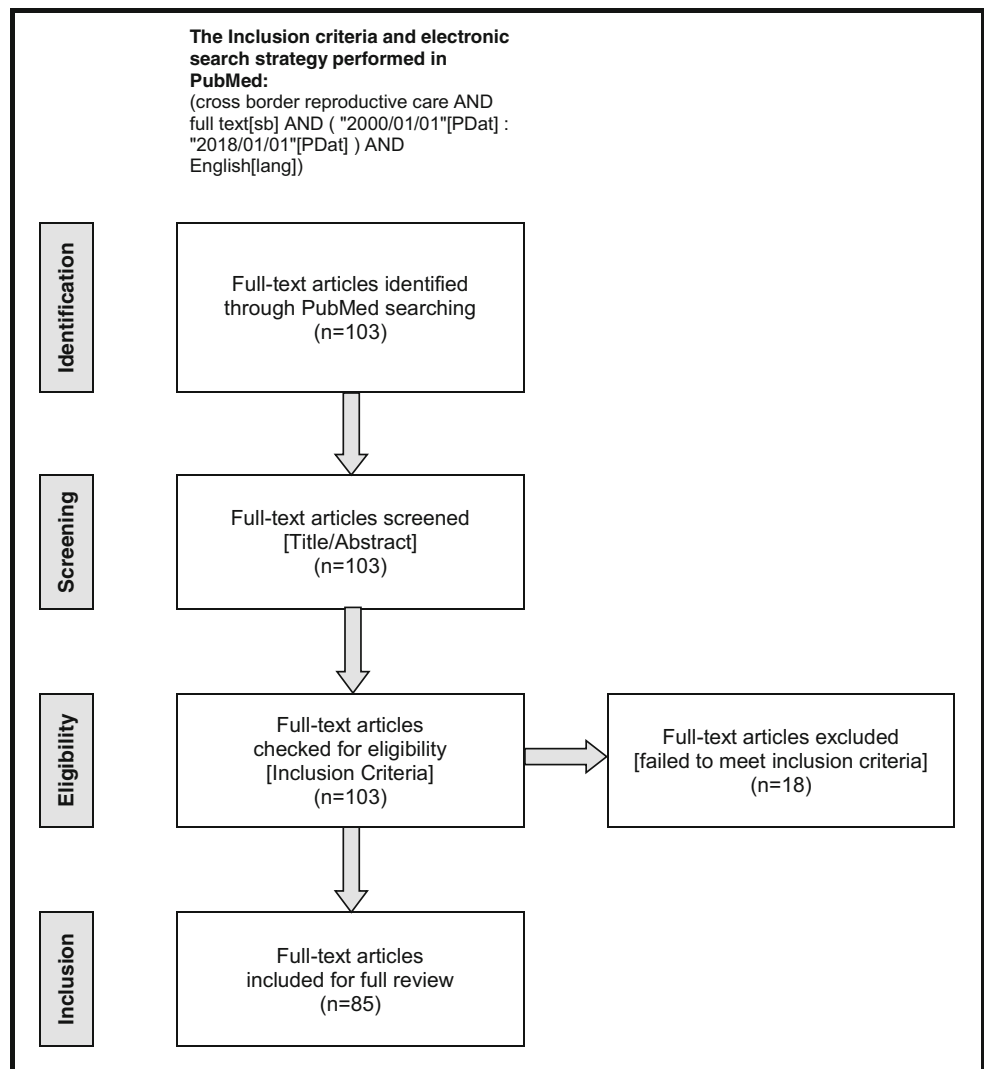 The Inclusion criteria and electronic
search strategy performed in
PubMed:
(cross border reproductive care AND
full text[sb] AND ( "2000/01/01"[PDat] :
"2018/01/01"[PDat] ) AND
English[lang])
Identification
Full-text articles identified
through PubMed searching
(n=103)
Screening
Full-text articles screened
[Title/Abstract]
(n=103)
Eligibility
Full-text articles
checked for eligibility
[Inclusion Criteria]
(n=103)
Full-text articles excluded
[failed to meet inclusion criteria]
(n=18)
Inclusion
Full-text articles
included for full review
(n=85)